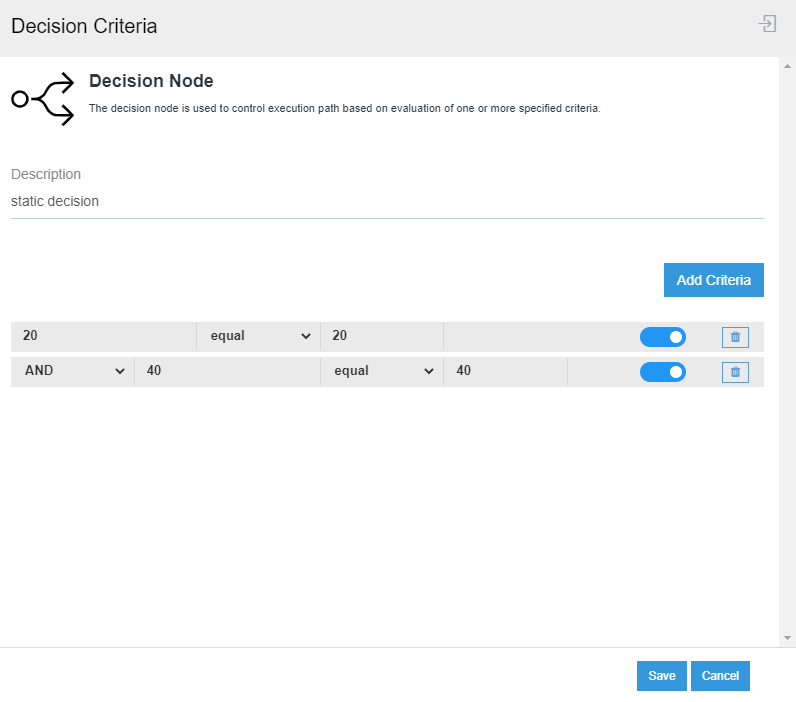 Decision Criteria
Decision Node
The decision node is used to control execution path based on evaluation of one or more specified criteria.
Description
static decision
Add Criteria
20 equal 20
AND 40 equal 40
Save Cancel